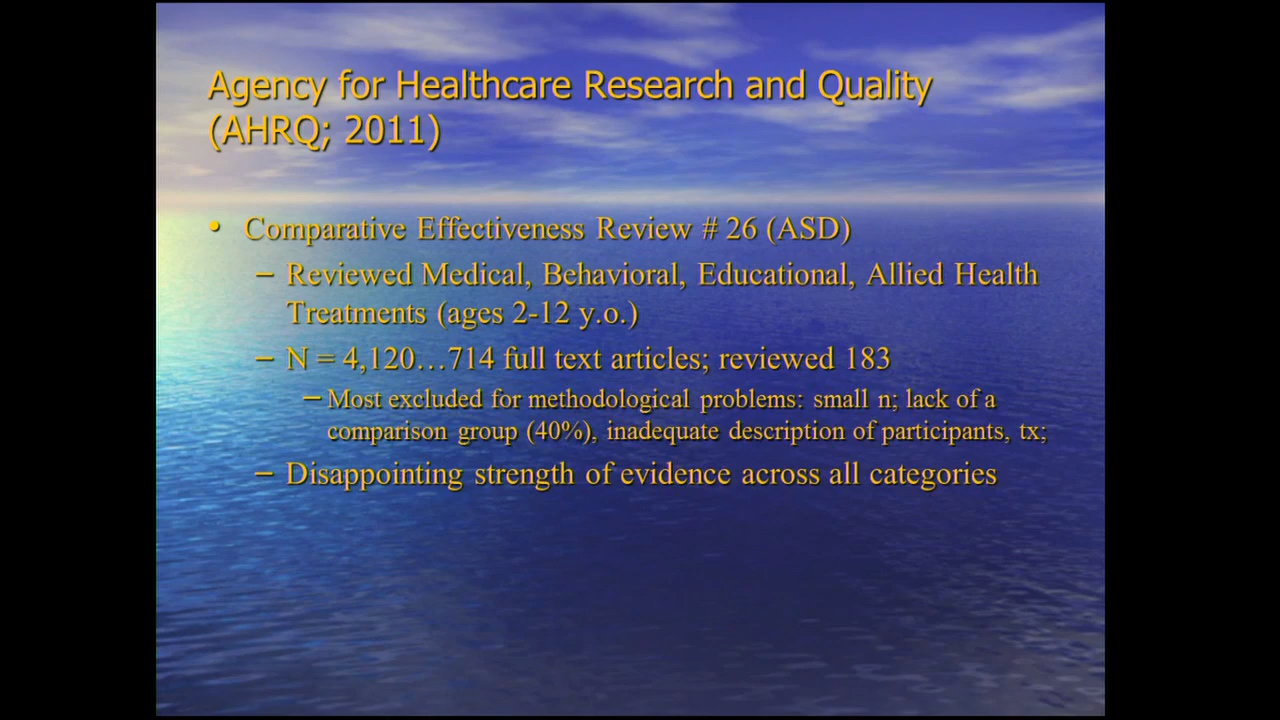 Agency for Healthcare Research and Quality
(AHRQ; 2011)
• Comparative Effectiveness Review # 26 (ASD)
– Reviewed Medical, Behavioral, Educational, Allied Health
Treatments (ages 2-12 y.o.)
– N = 4,120…714 full text articles; reviewed 183
– Most excluded for methodological problems: small n; lack of a
comparison group (40%), inadequate description of participants, tx;
– Disappointing strength of evidence across all categories